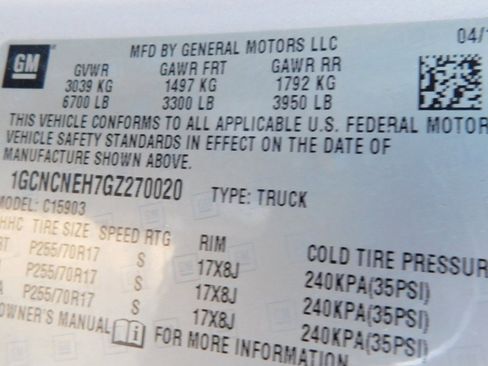 GM
MFD BY GENERAL MOTORS LLC
04/1
GVWR GAWR FRT GAWR RR
3039 KG 1497 KG 1792 KG
6700 LB 3300 LB 3950 LB
THIS VEHICLE CONFORMS TO ALL APPLICABLE U.S. FEDERAL MOTOR
VEHICLE SAFETY STANDARDS IN EFFECT ON THE DATE OF
MANUFACTURE SHOWN ABOVE.
1GCNCNEH7GZ270020 TYPE: TRUCK
MODEL: C15903
HHC TIRE SIZE SPEED RTG RIM COLD TIRE PRESSUR
RT P255/70R17 S 17X8J 240KPA(35PSI)
P255/70R17 S 17X8J 240KPA(35PSI)
A P255/70R17 S 17X8J 240KPA(35PSI)
OWNER'S MANUAL FOR MORE INFORMATION